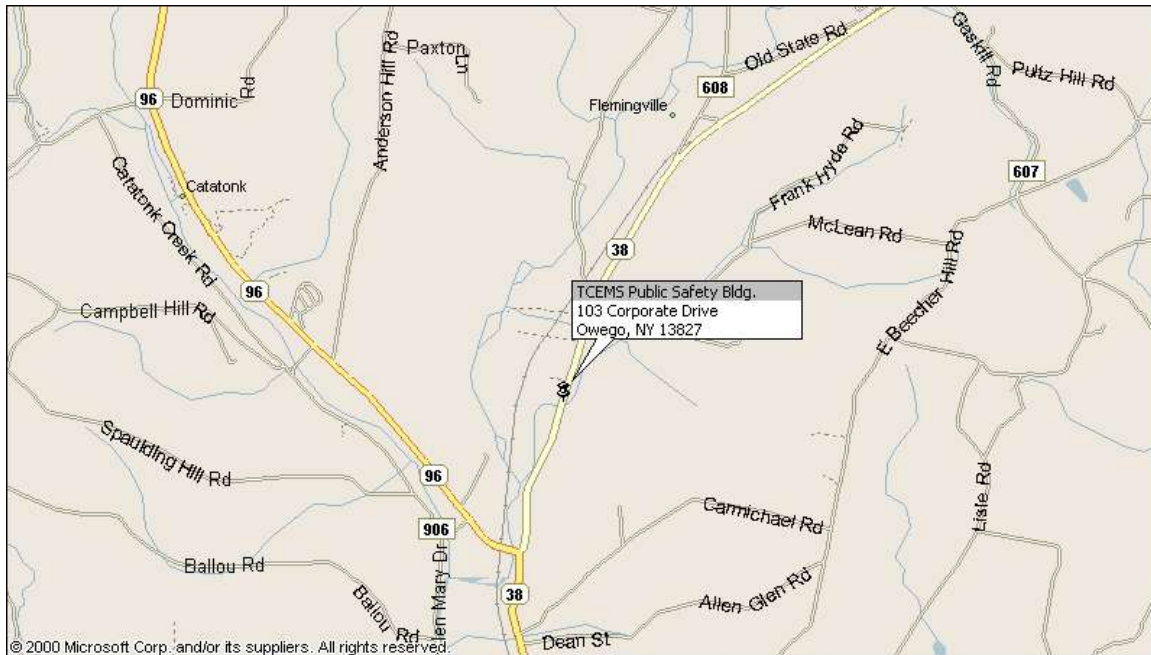 Paxton Ln
Old State Rd
Gaskill Rd
Pultz Hill Rd
96
Dominic Rd
Anderson Hill Rd
608
Flemingville
Frank Hyde Rd
607
Catatonk
Catatonk Creek Rd
McLean Rd
38
96
Campbell Hill Rd
TCEMS Public Safety Bldg.
103 Corporate Drive
Owego, NY 13827
E Beecher Hill Rd
Spaulding Hill Rd
96
Lisle Rd
Carmichael Rd
906
Ballou Rd
Glen Mary Dr
38
Allen Glen Rd
Ballou Rd
Dean St
© 2000 Microsoft Corp. and/or its suppliers. All rights reserved.